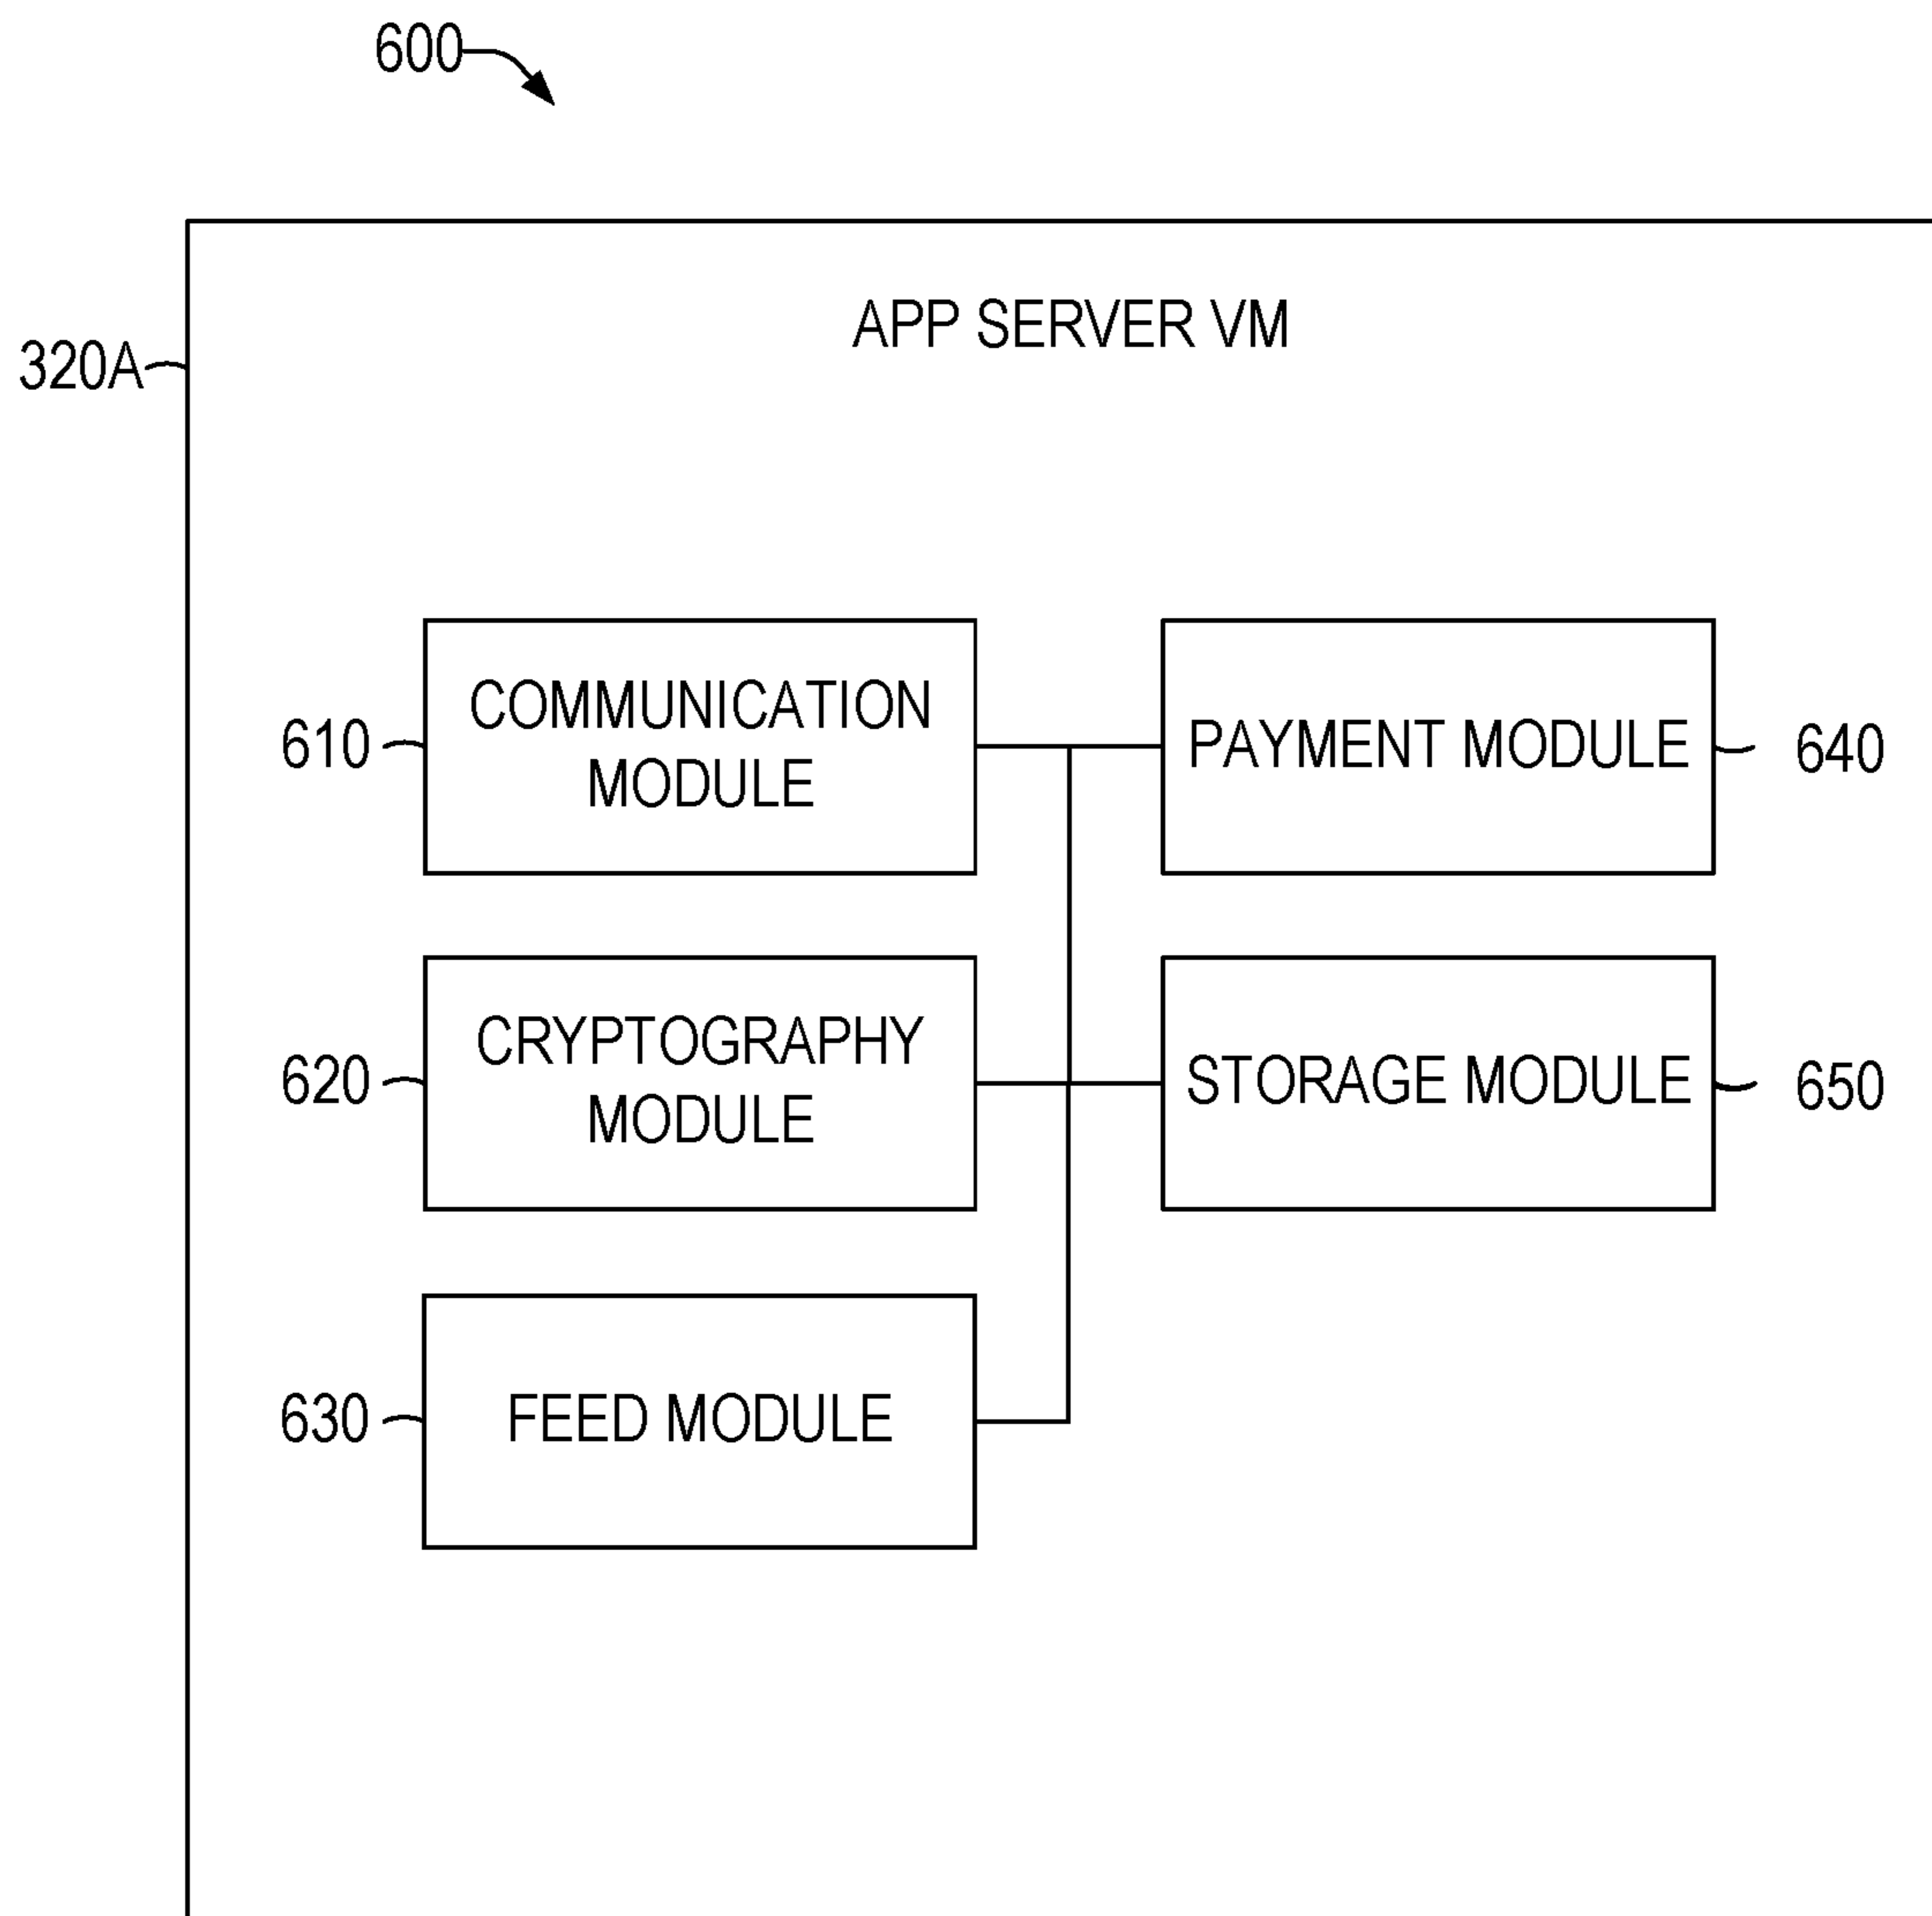 600
APP SERVER VM
320A
COMMUNICATION
MODULE
610
PAYMENT MODULE
640
CRYPTOGRAPHY
MODULE
620
STORAGE MODULE
650
FEED MODULE
630